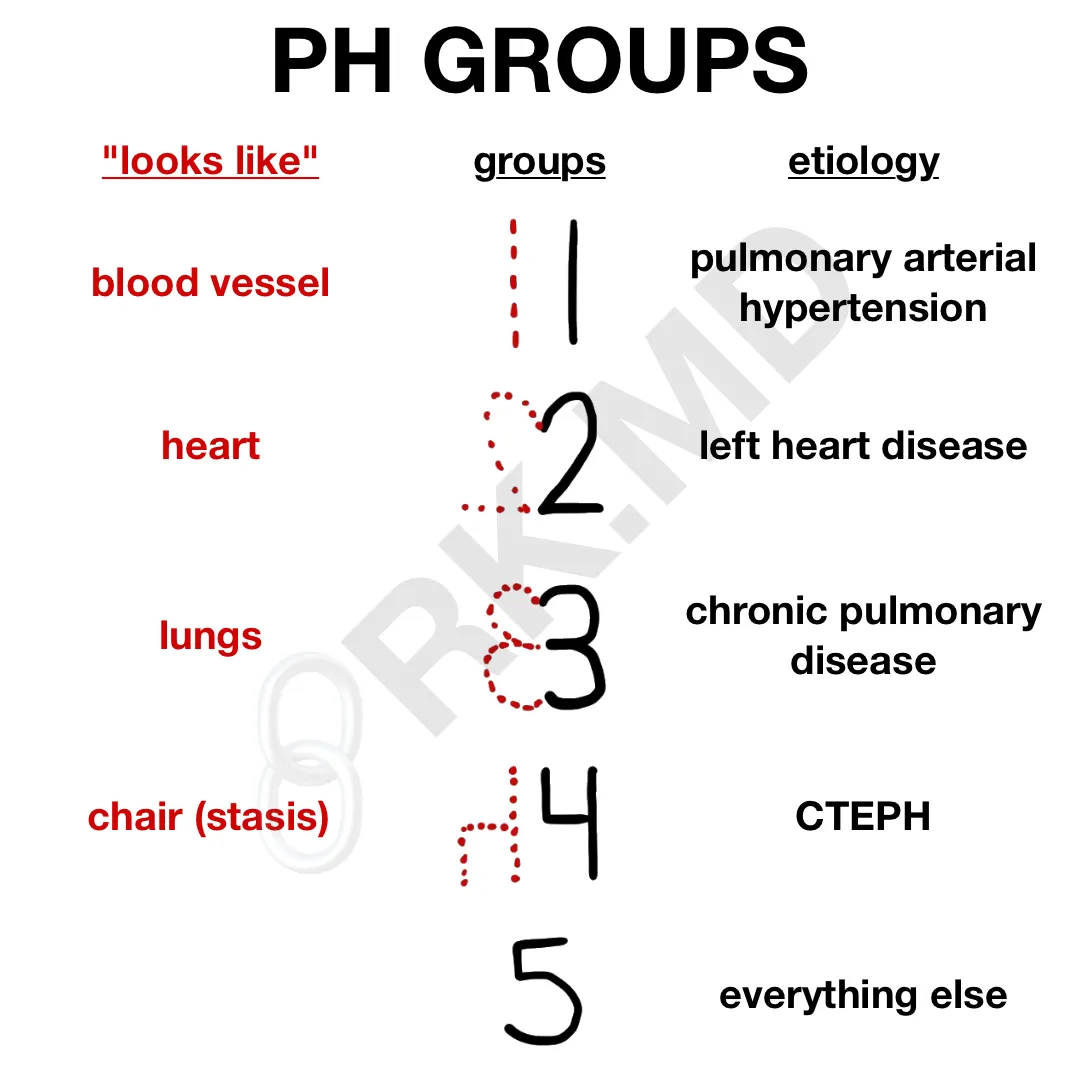 PH GROUPS
"looks like" groups etiology
blood vessel 1 pulmonary arterial
hypertension
heart 2 left heart disease
lungs 3 chronic pulmonary
disease
chair (stasis) 4 CTEPH
5 everything else
RK.MD